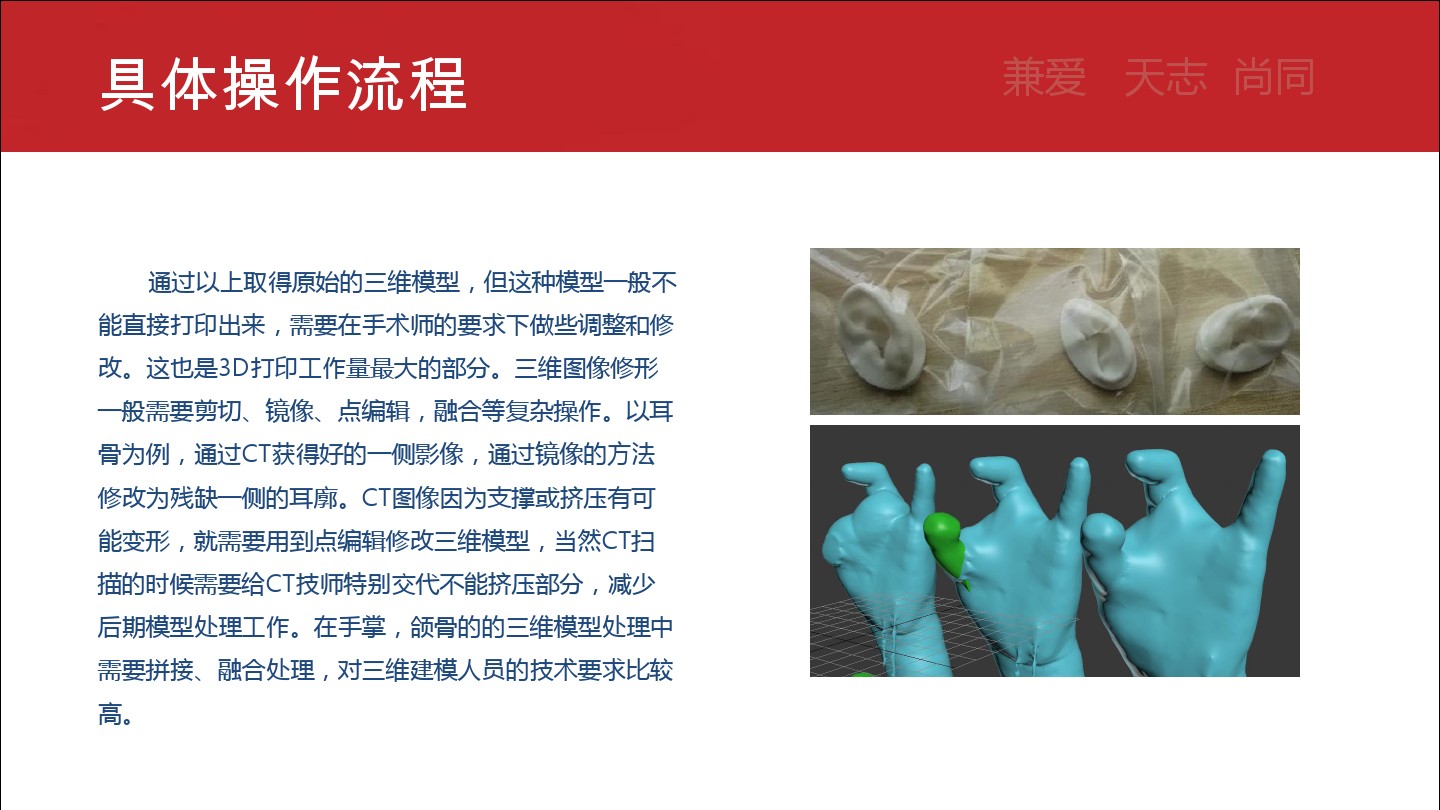 具体操作流程
兼爱 天志 尚同
通过以上取得原始的三维模型，但这种模型一般不
能直接打印出来，需要在手术师的要求下做些调整和修
改。这也是3D打印工作量最大的部分。三维图像修形
一般需要剪切、镜像、点编辑，融合等复杂操作。以耳
骨为例，通过CT获得好的一侧影像，通过镜像的方法
修改为残缺一侧的耳廓。CT图像因为支撑或挤压有可
能变形，就需要用到点编辑修改三维模型，当然CT扫
描的时候需要给CT技师特别交代不能挤压部分，减少
后期模型处理工作。在手掌，颌骨的的三维模型处理中
需要拼接、融合处理，对三维建模人员的技术要求比较
高。